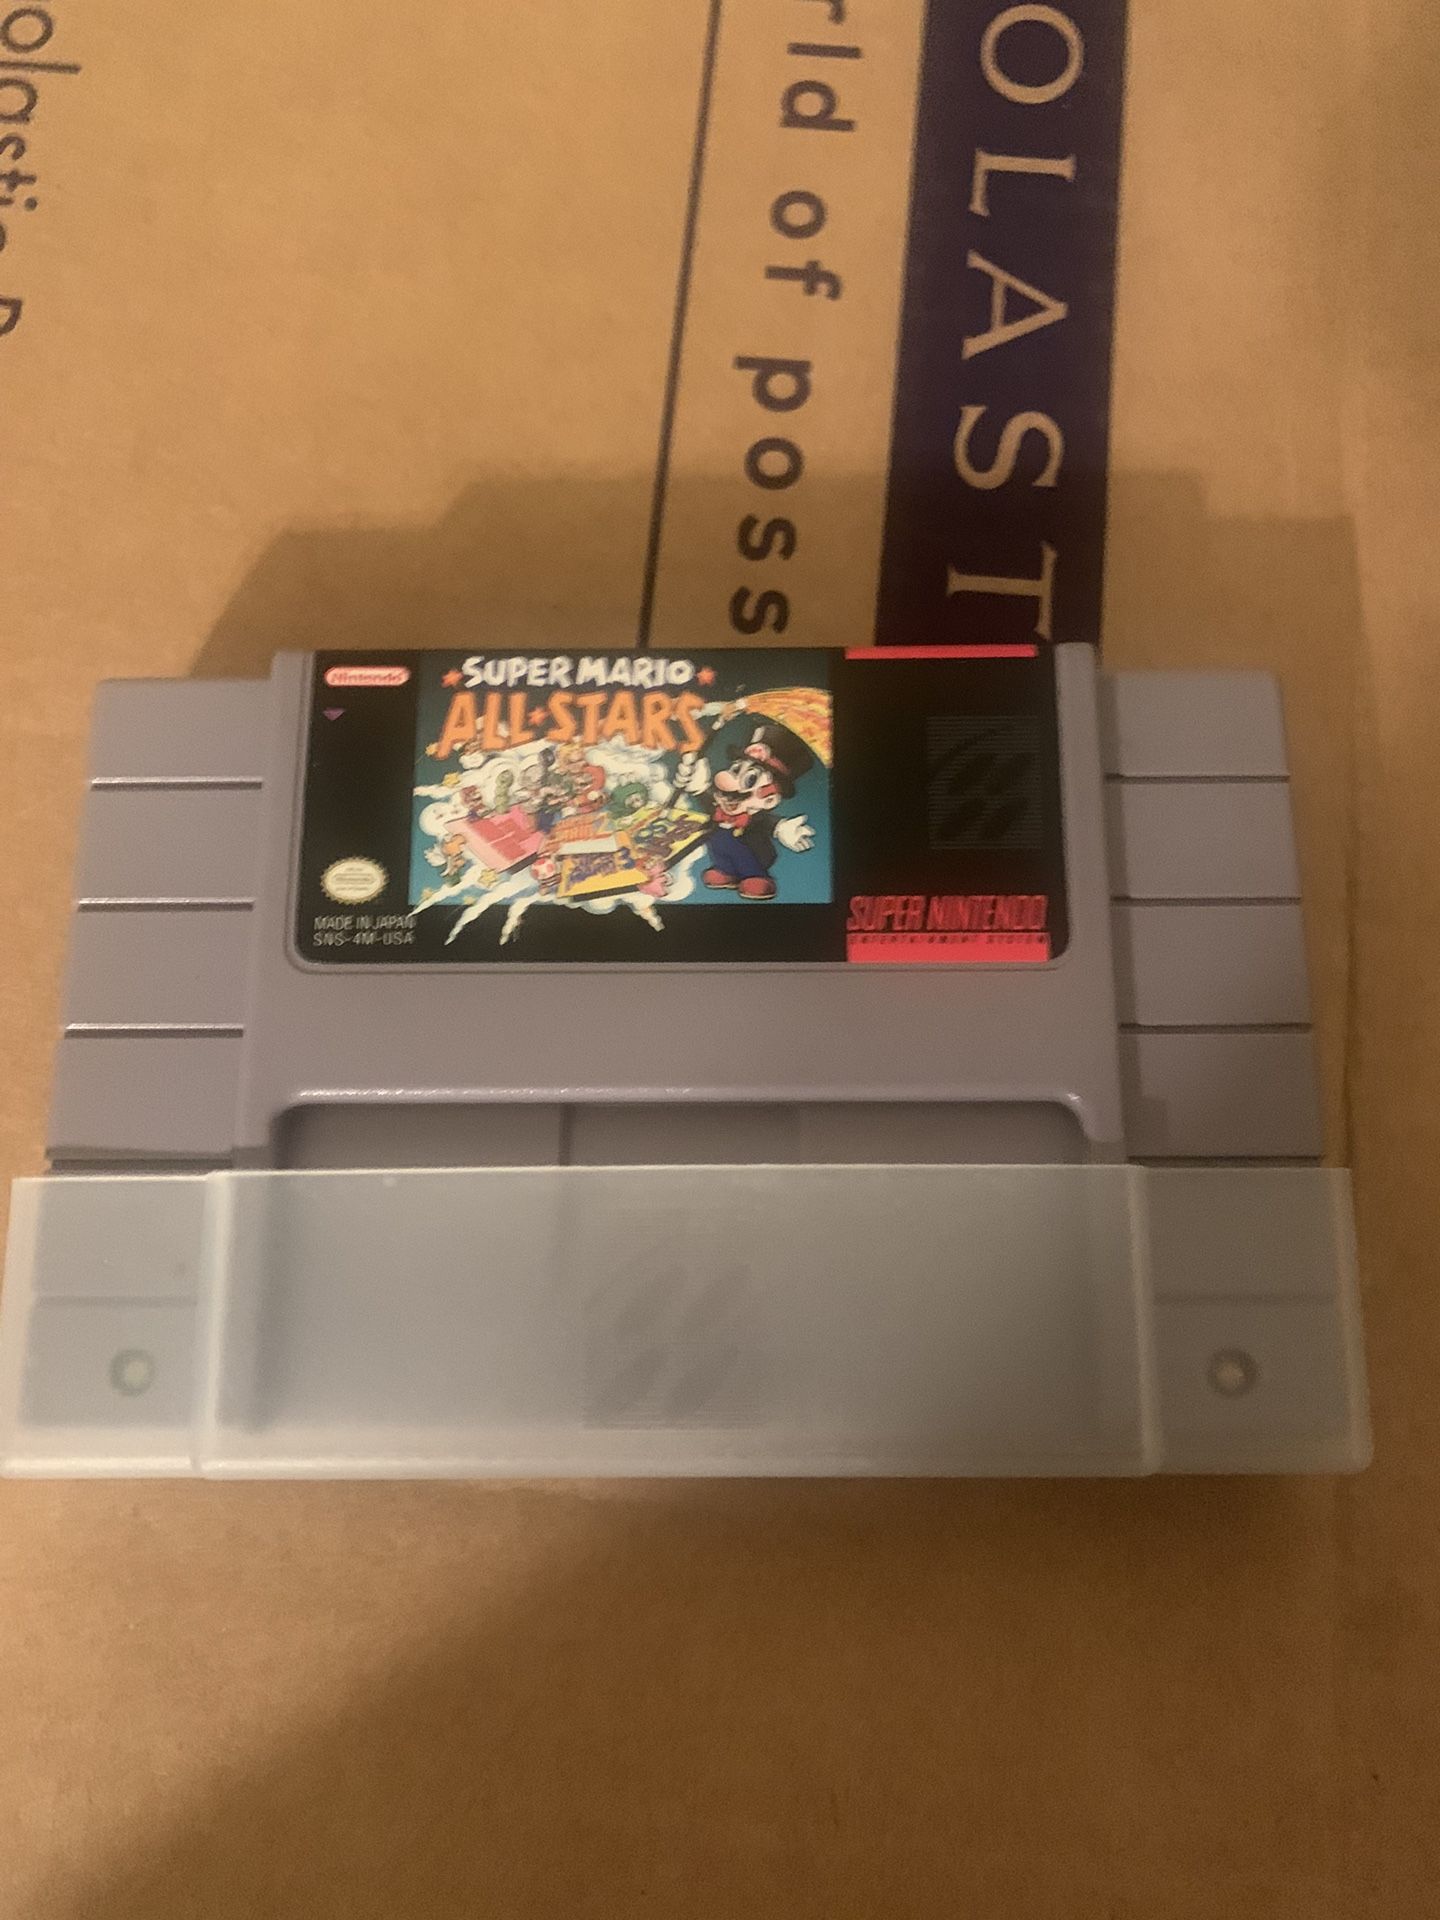 olastic B
rld of poss
OLAST
Nintendo
SUPER MARIO
ALL★STARS
3
MADE IN JAPAN
SNS-4M-USA
SUPER NINTENDO
ENTERTAINMENT SYSTEM